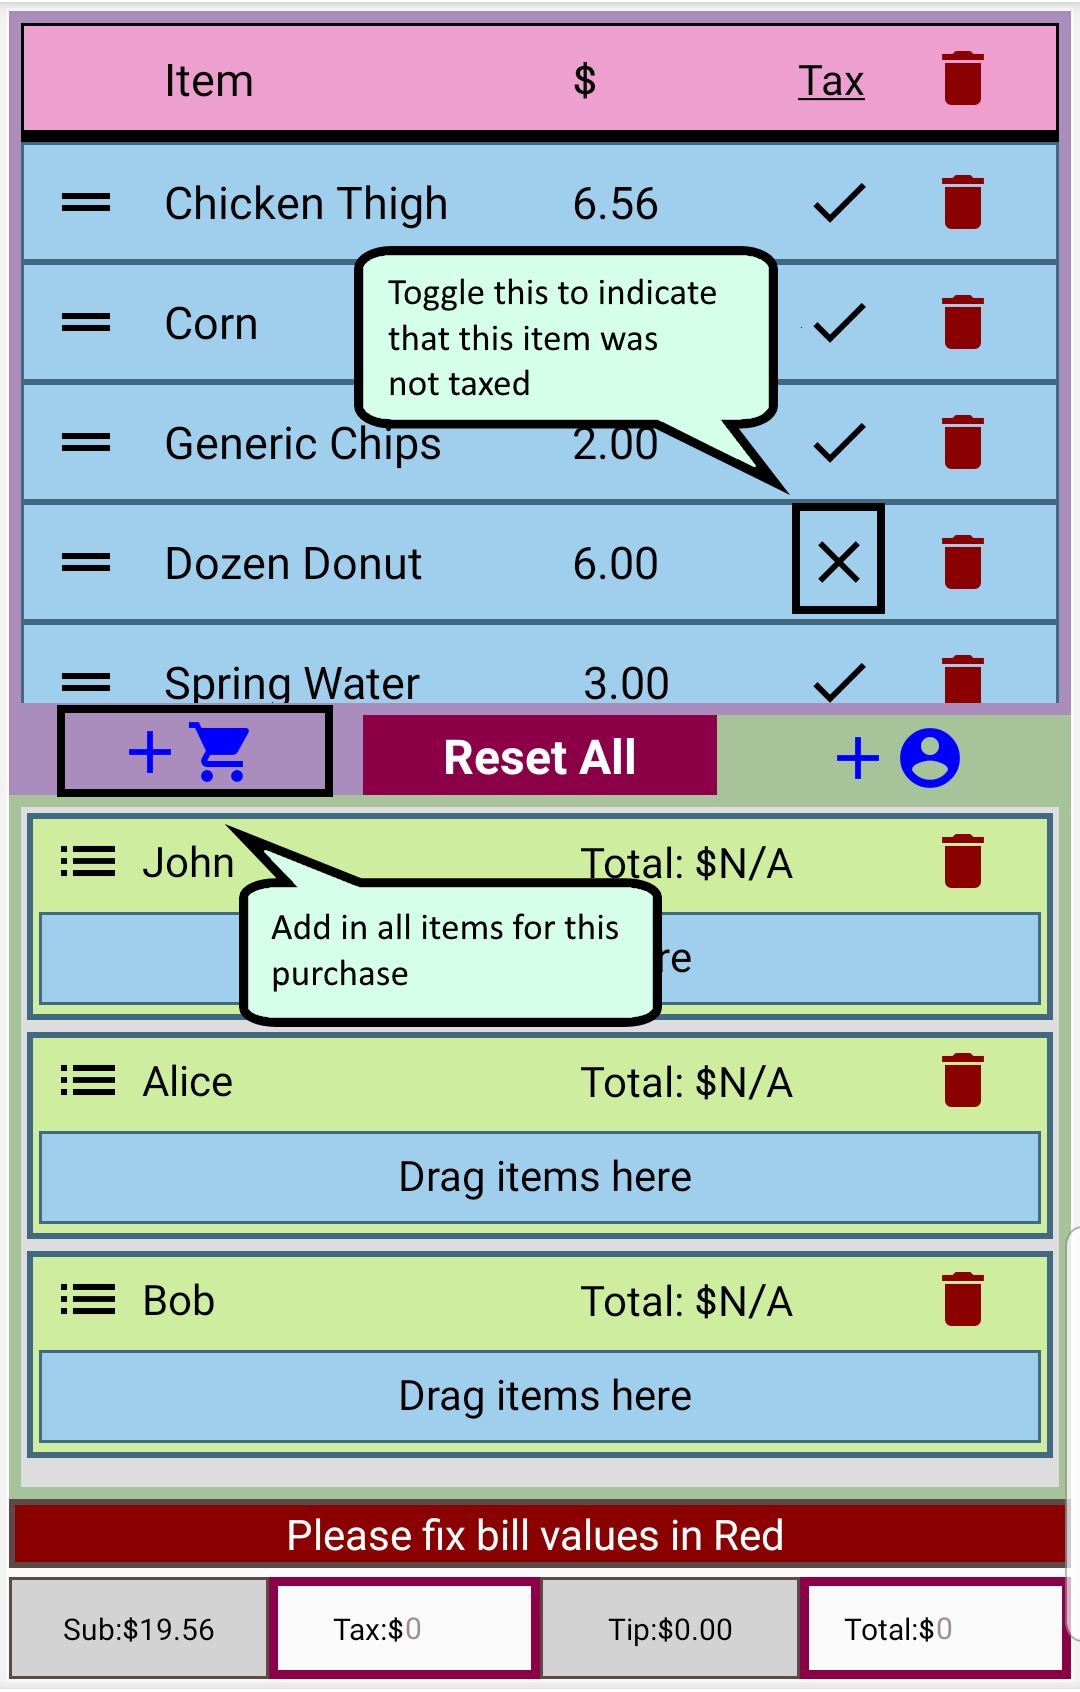 Item $ Tax
Chicken Thigh 6.56
Toggle this to indicate
that this item was
not taxed
Corn
Generic Chips 2.00
Dozen Donut 6.00
Spring Water 3.00
Reset All
John Total: $N/A
Add in all items for this
purchase
re
Alice Total: $N/A
Drag items here
Bob Total: $N/A
Drag items here
Please fix bill values in Red
Sub:$19.56 Tax:$0 Tip:$0.00 Total:$0